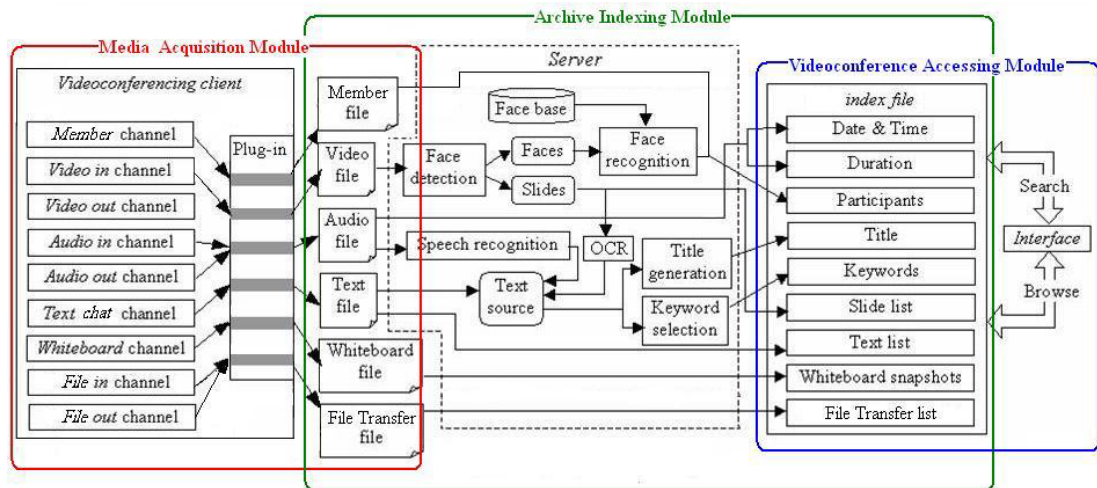 Archive Indexing Module
Media Acquisition Module
Server
Videoconference Accessing Module
Videoconferencing client
Member channel
Video in channel
Video out channel
Audio in channel
Audio out channel
Text chat channel
Whiteboard channel
File in channel
File out channel
Plug-in
Member
file
Video
file
Audio
file
Text
file
Whiteboard
file
File Transfer
file
Face base
Face
detection
Faces
Slides
Face
recognition
Speech recognition
OCR
Text
source
Title
generation
Keyword
selection
index file
Date & Time
Duration
Participants
Title
Keywords
Slide list
Text list
Whiteboard snapshots
File Transfer list
Search
Interface
Browse